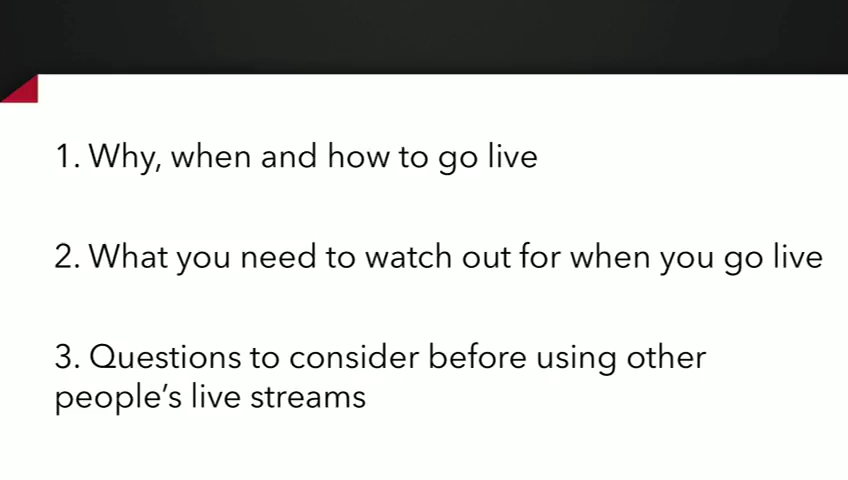 1. Why, when and how to go live
2. What you need to watch out for when you go live
3. Questions to consider before using other
people’s live streams